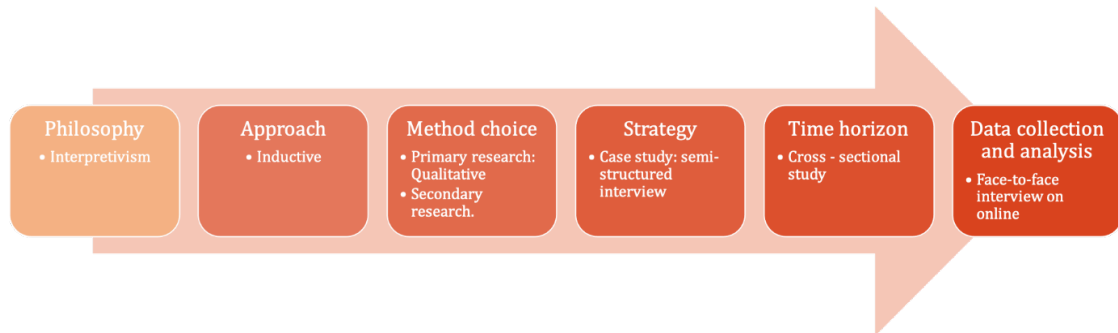 Philosophy
• Interpretivism
Approach
• Inductive
Method choice
• Primary research:
Qualitative
• Secondary
research.
Strategy
• Case study: semi-
structured
interview
Time horizon
• Cross - sectional
study
Data collection
and analysis
• Face-to-face
interview on
online